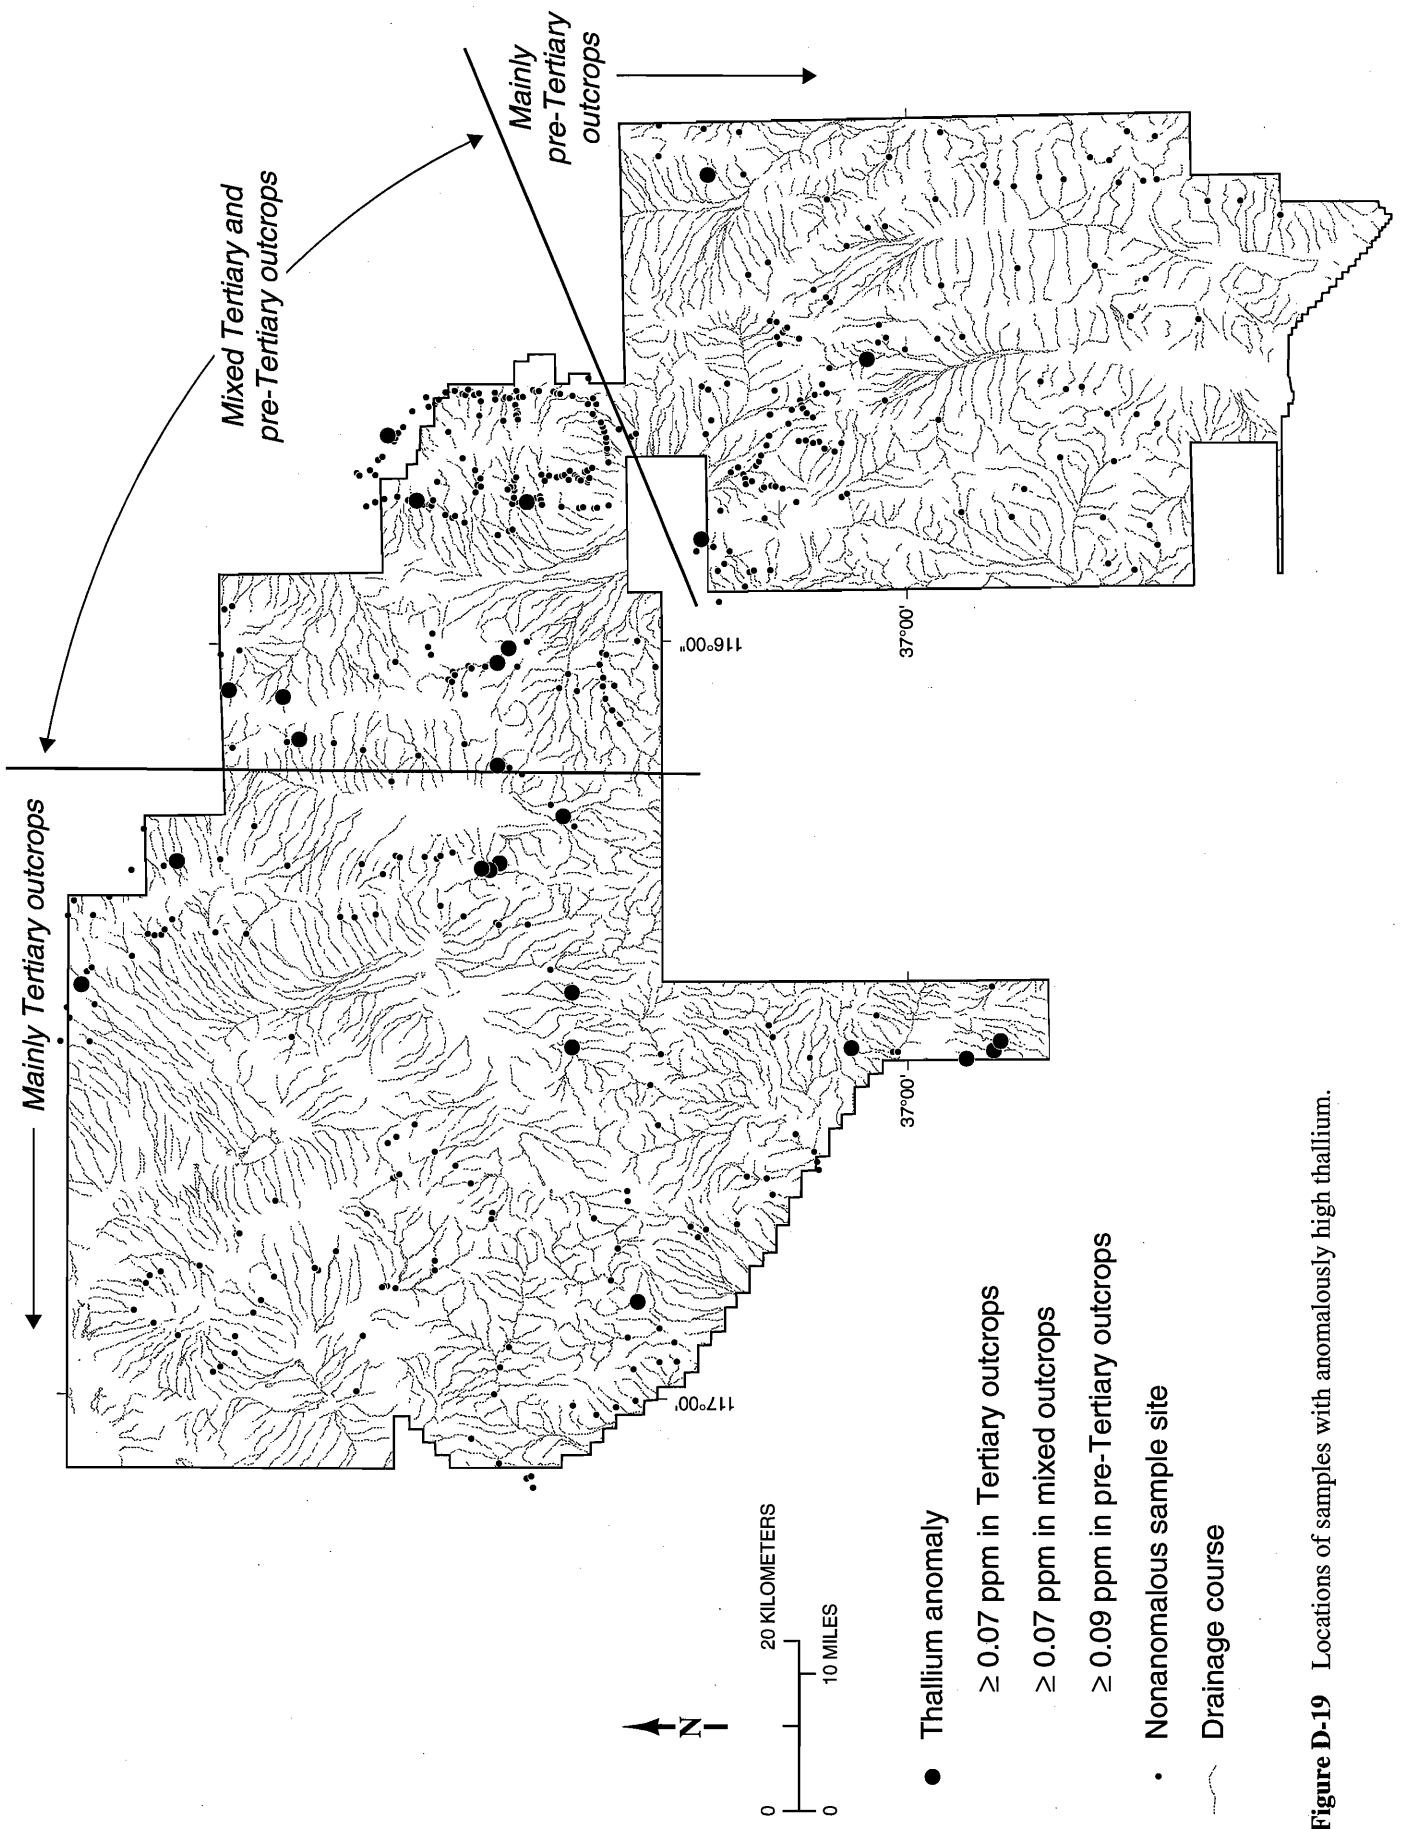 Mainly Tertiary outcrops
Mixed Tertiary and
pre-Tertiary outcrops
Mainly
pre-Tertiary
outcrops
117°00'
116°00"
37°00'
37°00'
N
0
20 KILOMETERS
0
10 MILES
Thallium anomaly
≥ 0.07 ppm in Tertiary outcrops
≥ 0.07 ppm in mixed outcrops
≥ 0.09 ppm in pre-Tertiary outcrops
Nonanomalous sample site
Drainage course
Figure D-19 Locations of samples with anomalously high thallium.